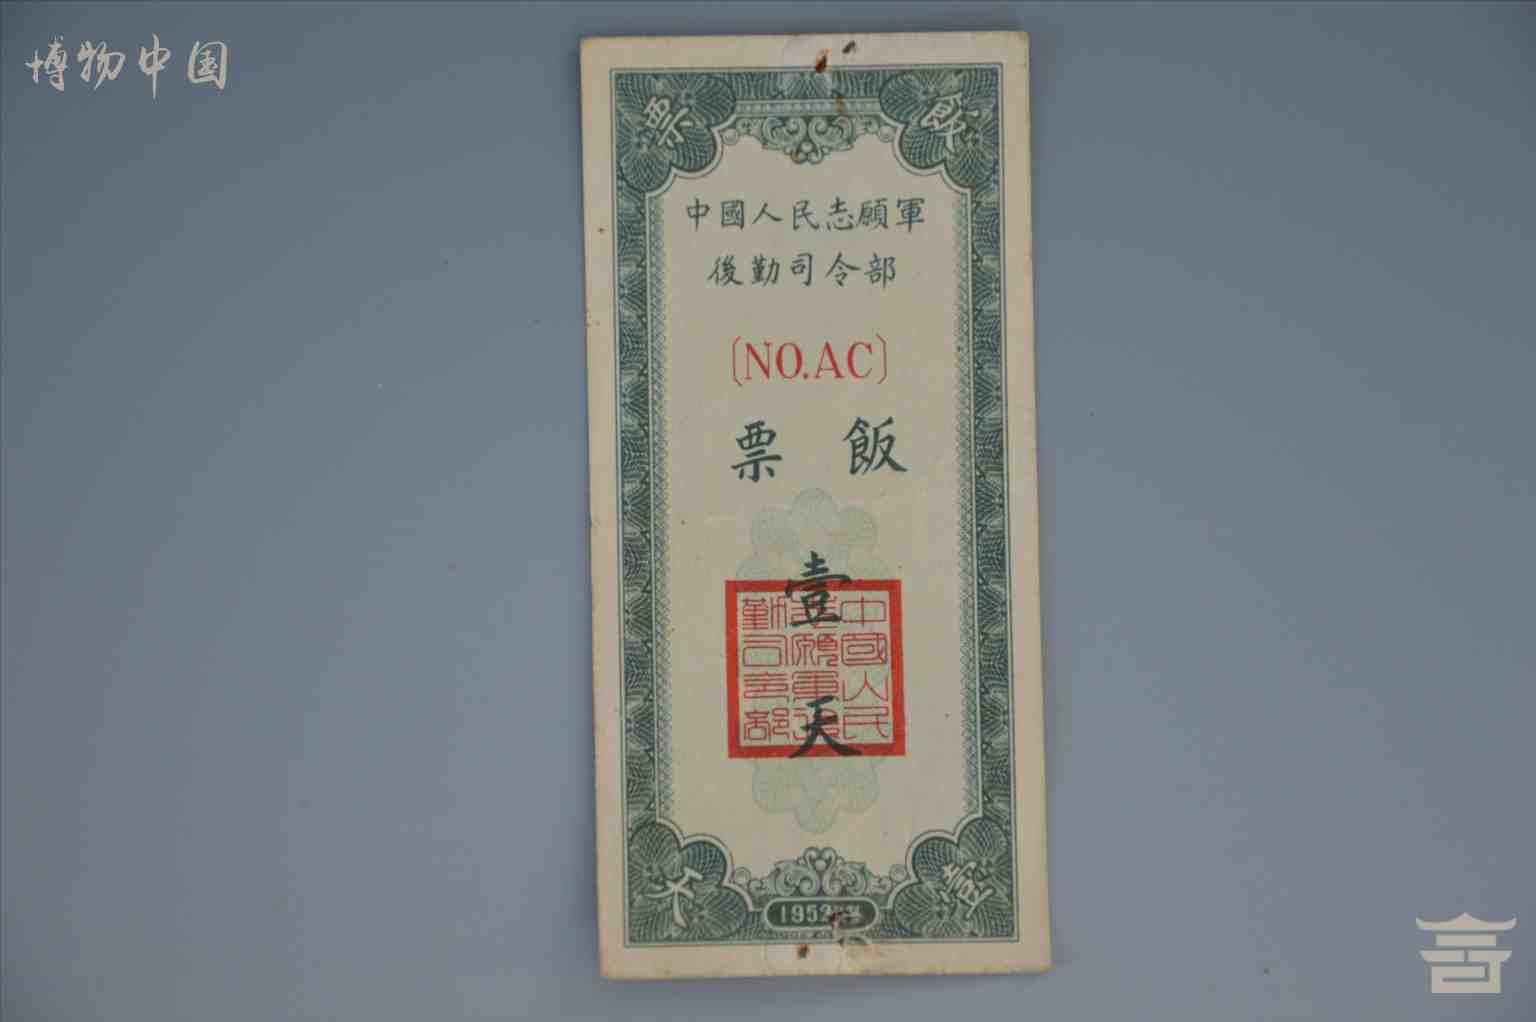 博物中国
票 飯
中國人民志願軍
後勤司令部
〔NO.AC〕
票 飯
壹
天
中國人民
志願軍後
勤司令部
天 壹
1952